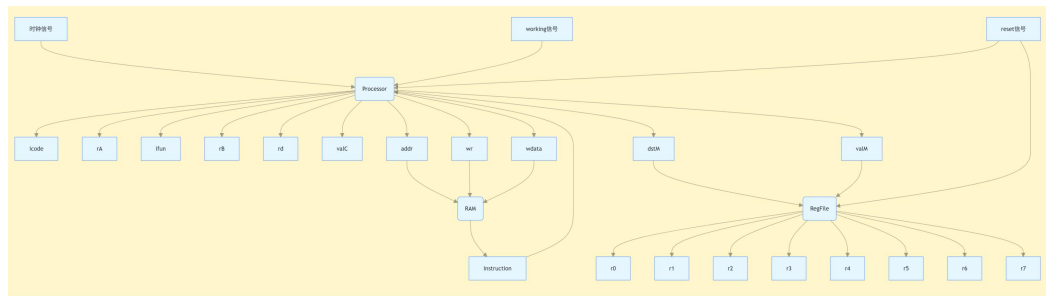 时钟信号
working信号
reset信号
Processor
Icode
rA
Ifun
rB
rd
valC
addr
wr
wdata
dstM
valM
RAM
RegFile
Instruction
r0
r1
r2
r3
r4
r5
r6
r7